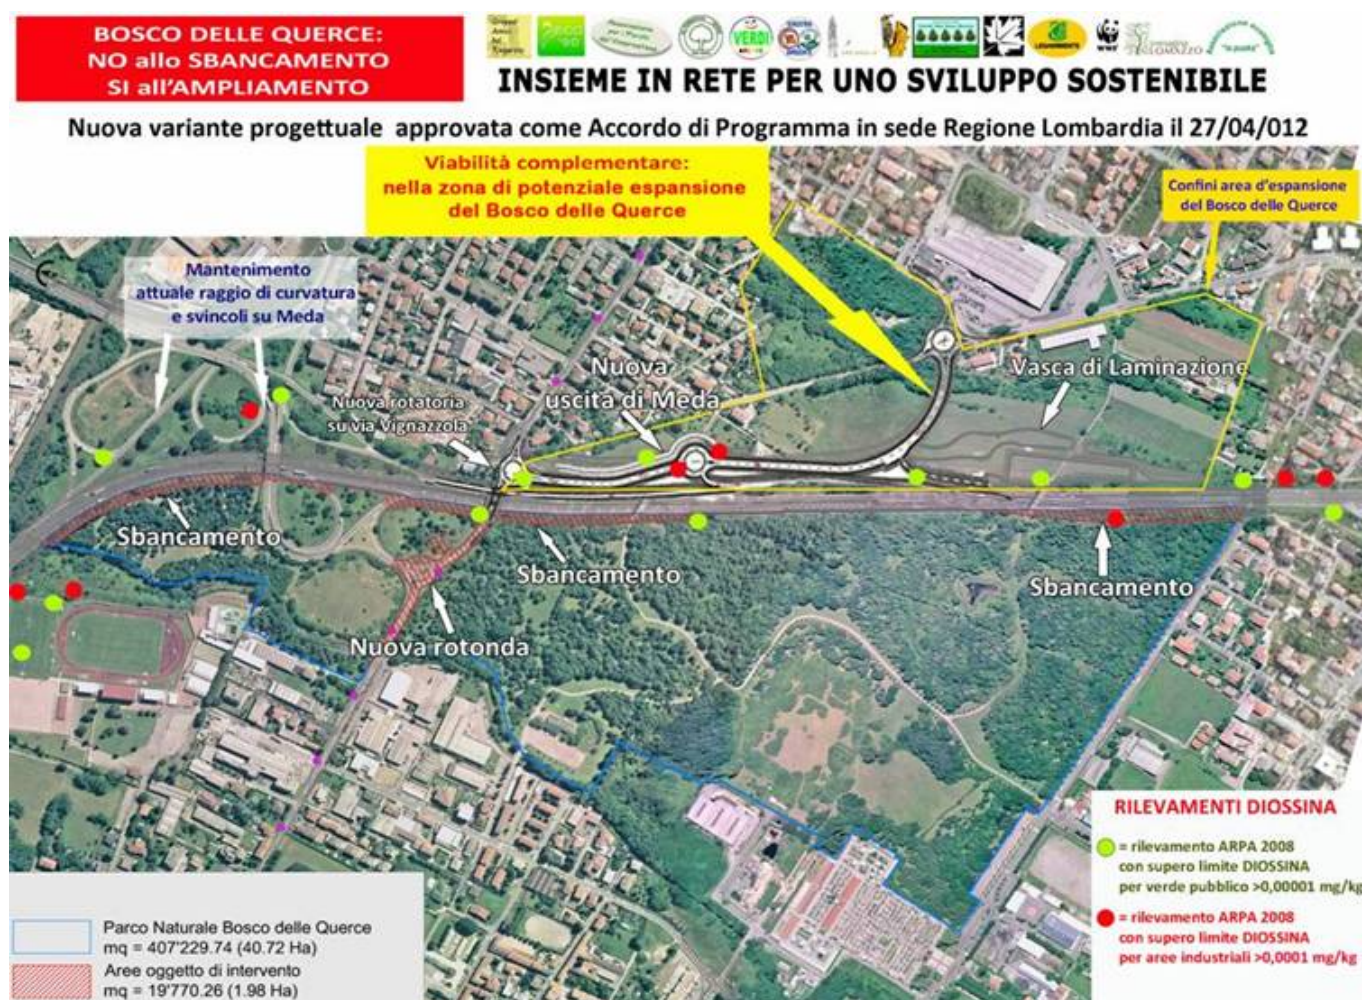 BOSCO DELLE QUERCE:
NO allo SBANCAMENTO
SI all'AMPLIAMENTO
VERDI
LEGAMBIENTE
WWF
INSIEME IN RETE PER UNO SVILUPPO SOSTENIBILE
Nuova variante progettuale approvata come Accordo di Programma in sede Regione Lombardia il 27/04/012
Viabilità complementare:
nella zona di potenziale espansione
del Bosco delle Querce
Confini area d'espansione
del Bosco delle Querce
Mantenimento
attuale raggio di curvatura
e svincoli su Meda
Nuova rotatoria
su via Vignazzola
Nuova
uscita di Meda
Vasca di Laminazione
Sbancamento
Sbancamento
Sbancamento
Nuova rotonda
RILEVAMENTI DIOSSINA
= rilevamento ARPA 2008
con supero limite DIOSSINA
per verde pubblico >0,00001 mg/kg
= rilevamento ARPA 2008
con supero limite DIOSSINA
per aree industriali >0,0001 mg/kg
Parco Naturale Bosco delle Querce
mq = 407'229.74 (40.72 Ha)
Aree oggetto di intervento
mq = 19'770.26 (1.98 Ha)